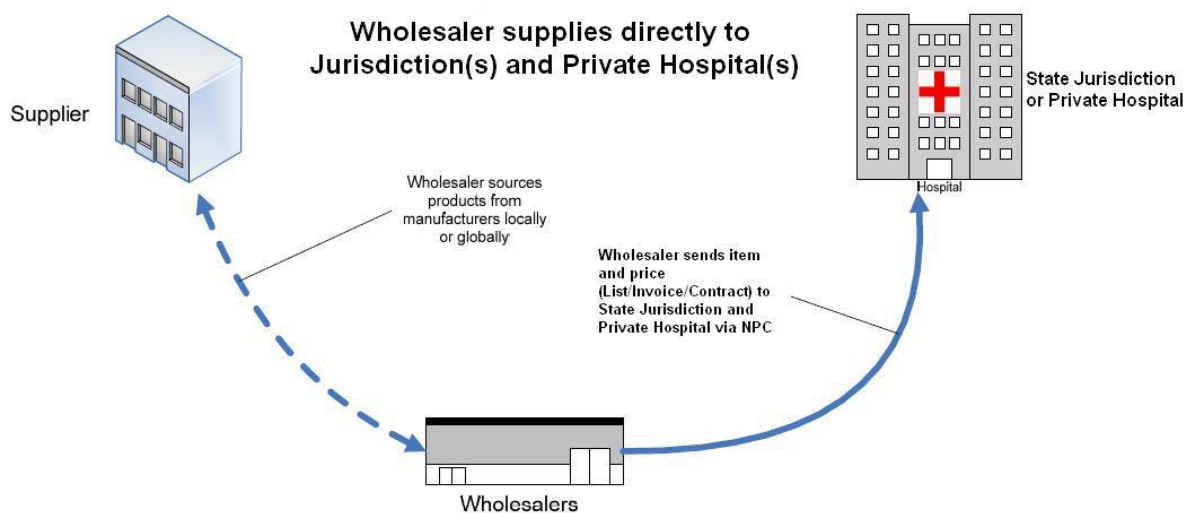 Wholesaler supplies directly to
Jurisdiction(s) and Private Hospital(s)
Supplier
State Jurisdiction
or Private Hospital
Hospital
Wholesaler sources
products from
manufacturers locally
or globally
Wholesaler sends item
and price
(List/Invoice/Contract) to
State Jurisdiction and
Private Hospital via NPC
Wholesalers